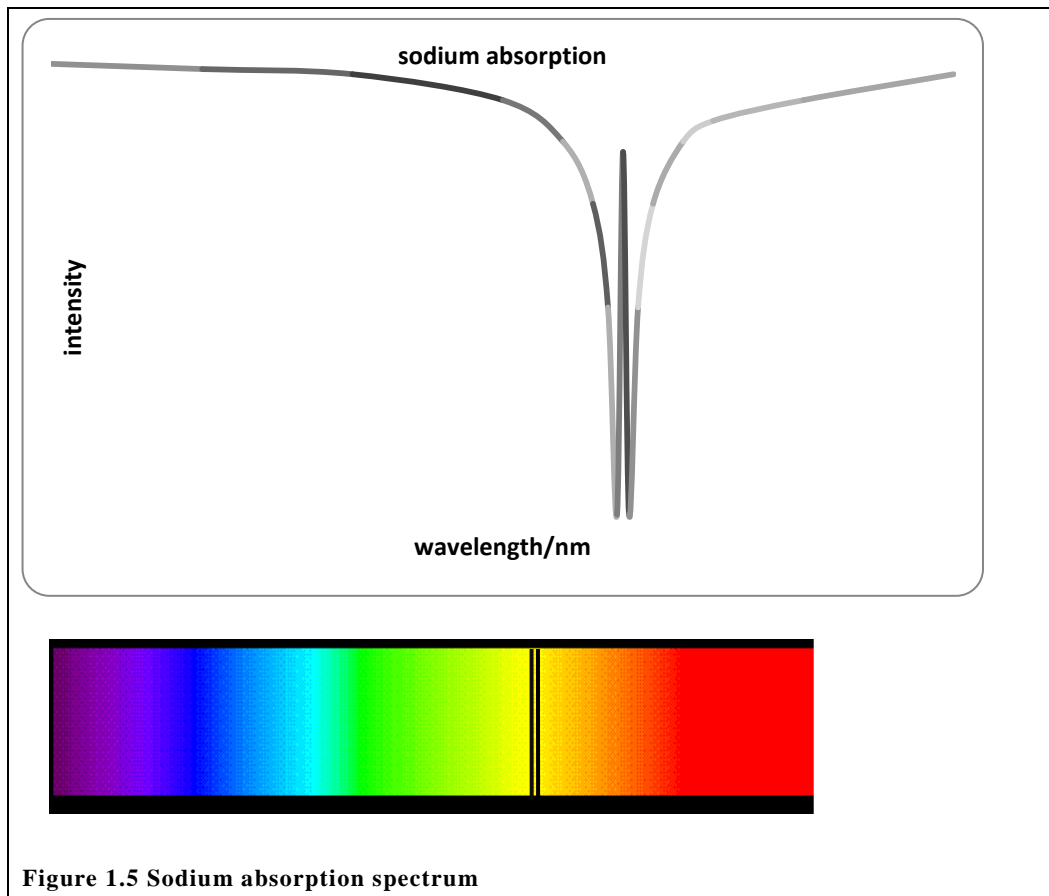 sodium absorption
intensity
wavelength/nm
Figure 1.5 Sodium absorption spectrum